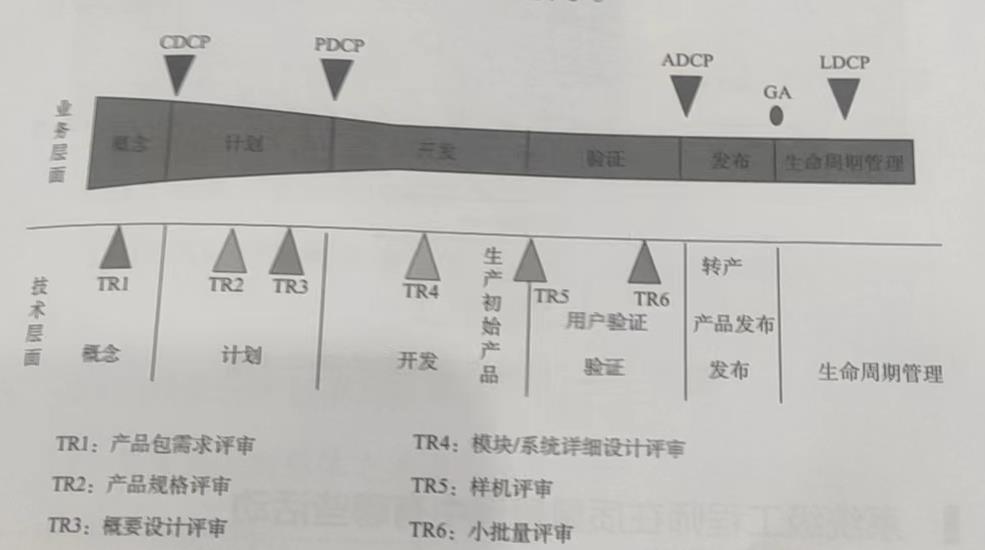 CDCP
PDCP
ADCP
GA
LDCP
业务层面
概念
计划
开发
验证
发布
生命周期管理
技术层面
TR1
TR2
TR3
TR4
生产初始产品
TR5
TR6
转产
用户验证
产品发布
概念
计划
开发
验证
发布
生命周期管理
TR1：产品包需求评审
TR4：模块/系统详细设计评审
TR2：产品规格评审
TR5：样机评审
TR3：概要设计评审
TR6：小批量评审